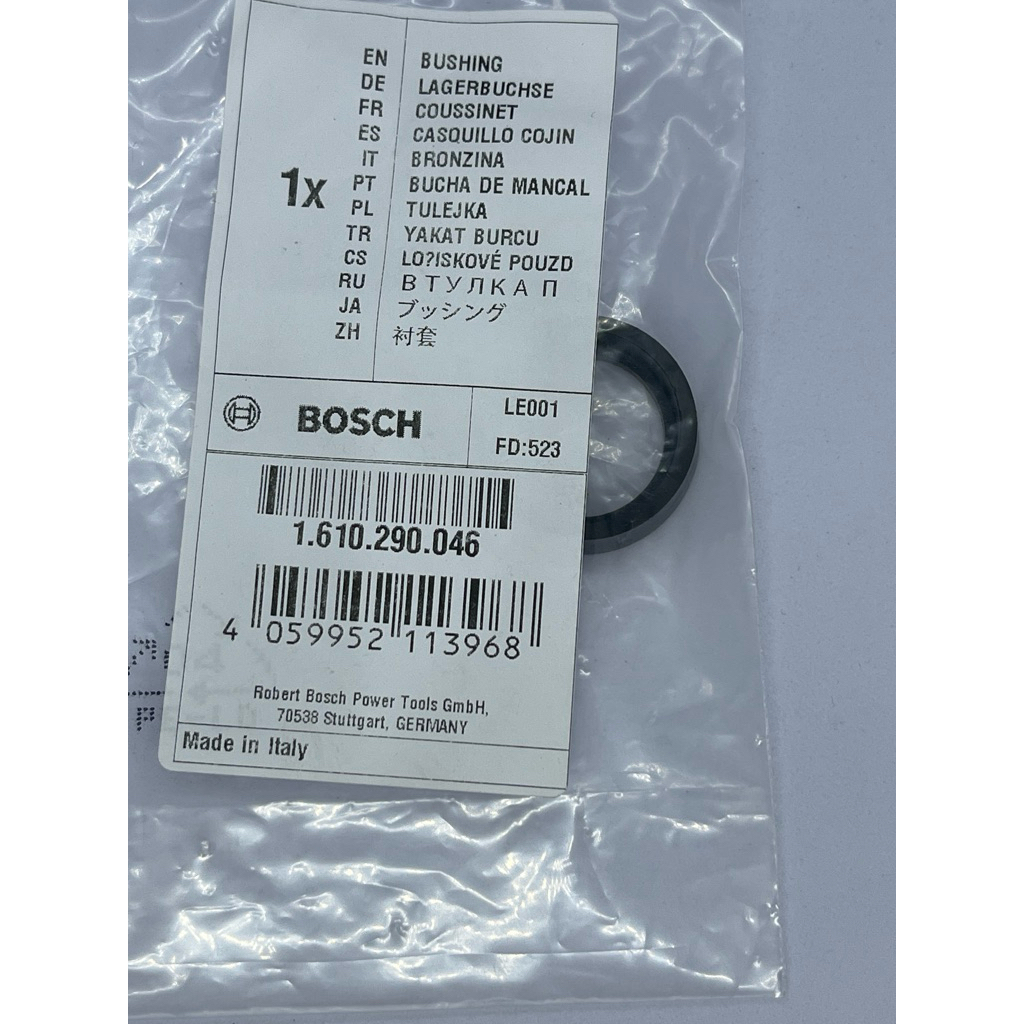 1x
EN BUSHING
DE LAGERBUCHSE
FR COUSSINET
ES CASQUILLO COJIN
IT BRONZINA
PT BUCHA DE MANCAL
PL TULEJKA
TR YAKAT BURCU
CS LO?ISKOVÉ POUZD
RU ВТУЛКА П
JA ブッシング
ZH 衬套
BOSCH
LE001
FD:523
1.610.290.046
4 059952 113968
Robert Bosch Power Tools GmbH,
70538 Stuttgart, GERMANY
Made in Italy